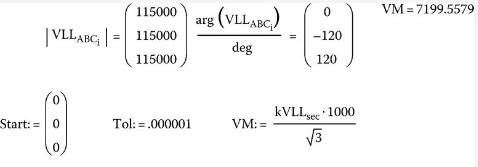 |VLL_ABC_i| = (115000 115000 115000) arg (VLL_ABC_i) / deg = (0 −120 120) VM = 7199.5579
Start: = (0 0 0) Tol: = .000001 VM: = kVLL_sec · 1000 / √3